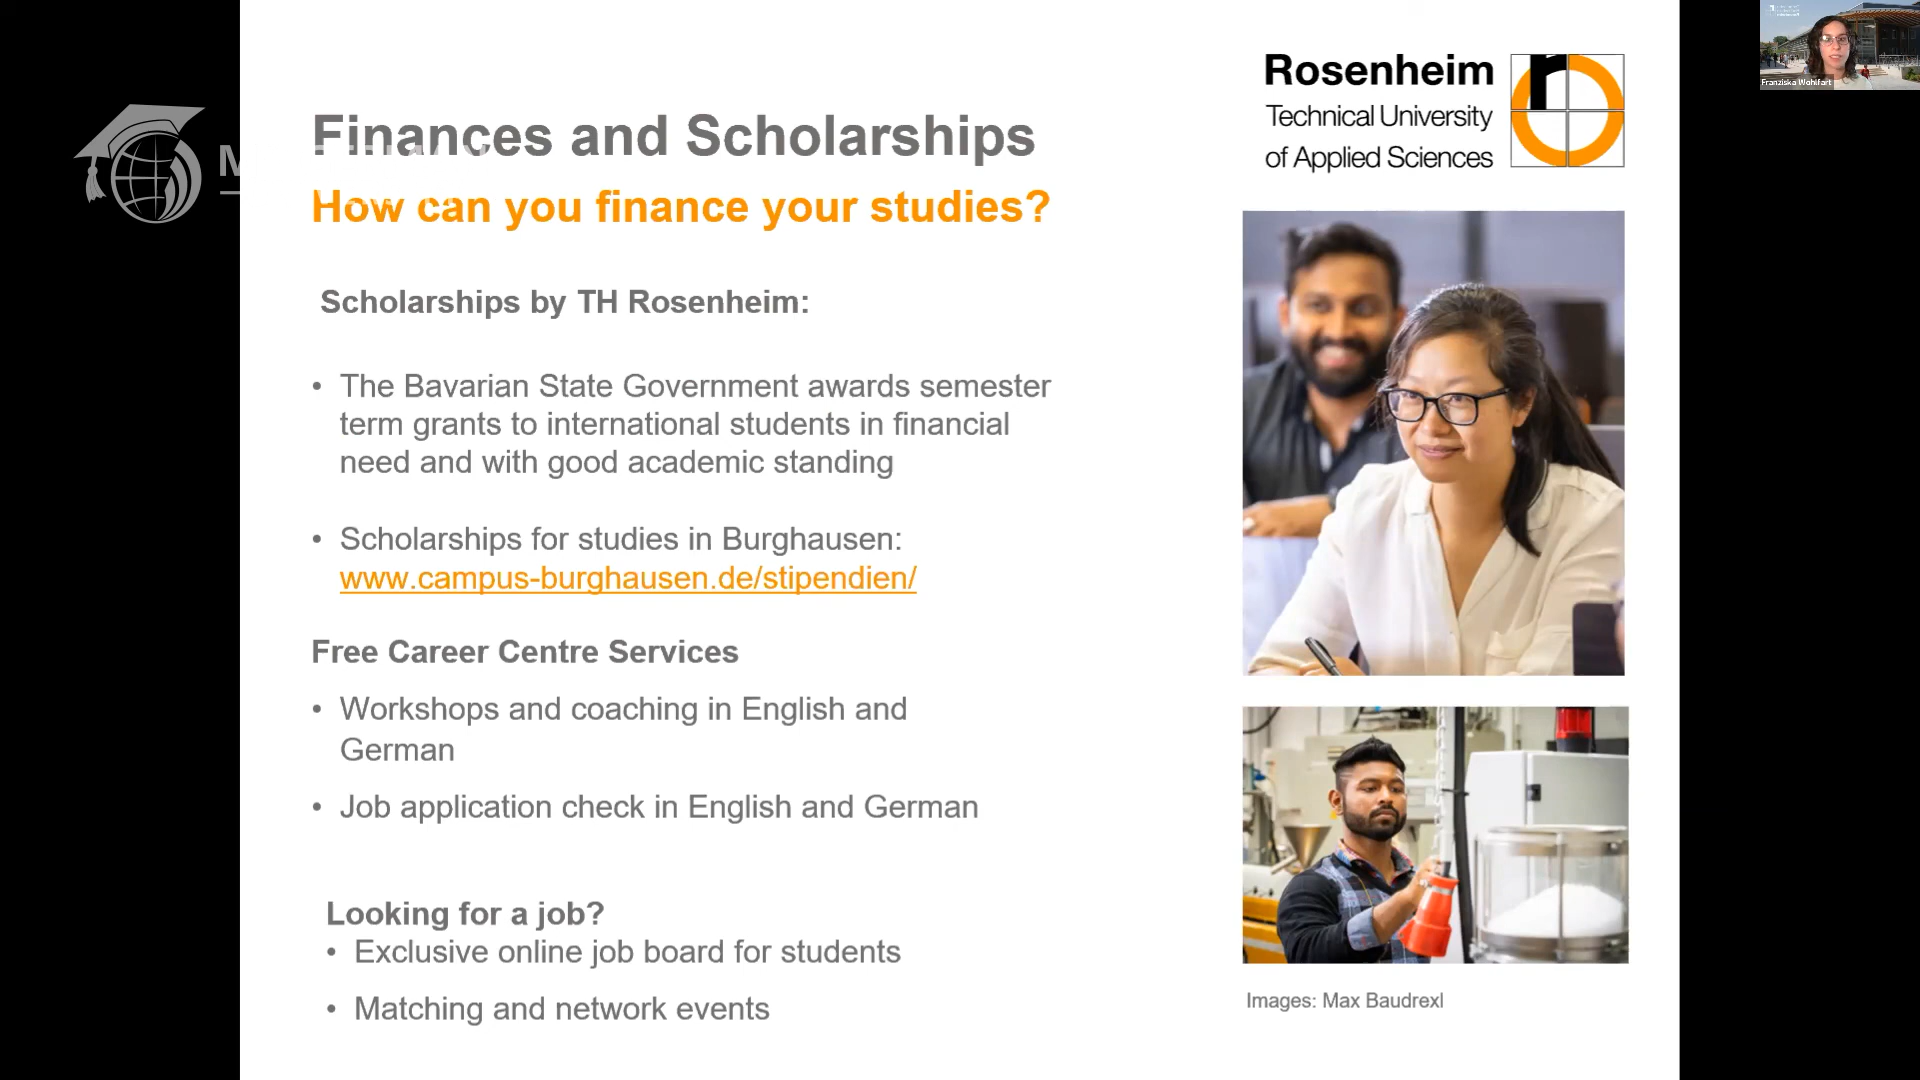 Rosenheim
Technical University
of Applied Sciences
Franziska Wohlfart
Finances and Scholarships
How can you finance your studies?
Scholarships by TH Rosenheim:
• The Bavarian State Government awards semester
term grants to international students in financial
need and with good academic standing
• Scholarships for studies in Burghausen:
www.campus-burghausen.de/stipendien/
Free Career Centre Services
• Workshops and coaching in English and
German
• Job application check in English and German
Looking for a job?
• Exclusive online job board for students
• Matching and network events
Images: Max Baudrexl